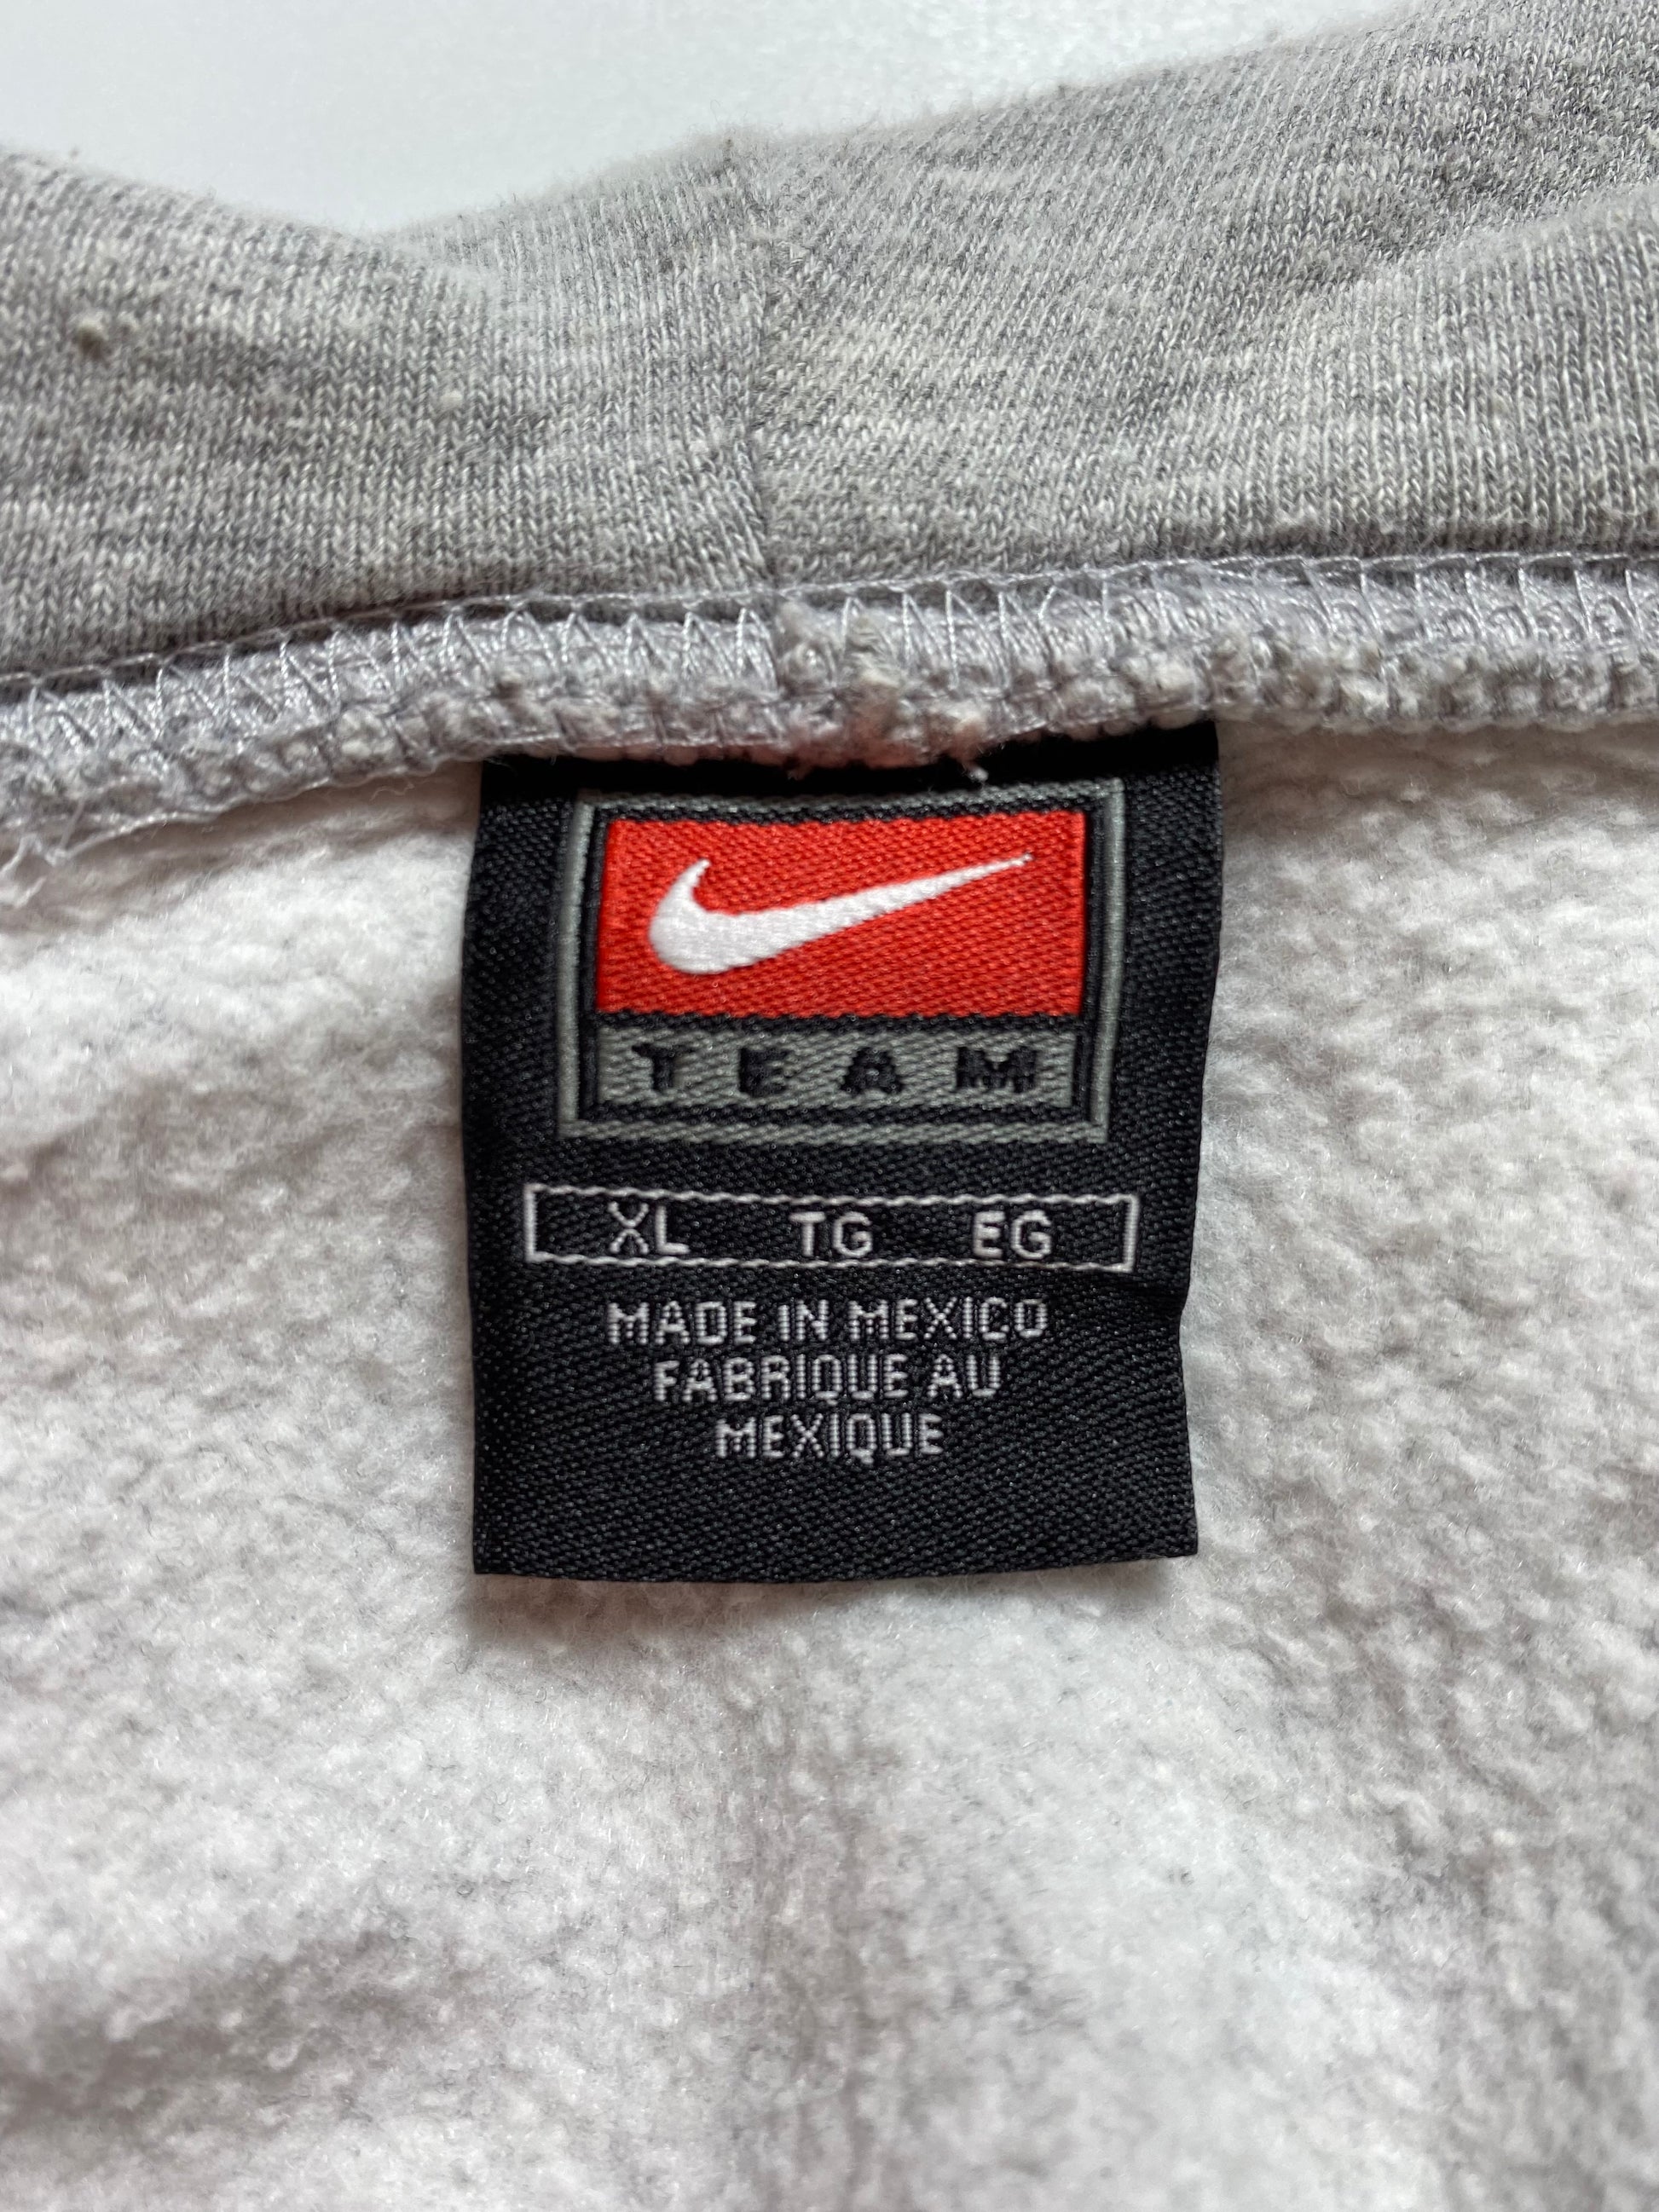 TEAM
XL TG EG
MADE IN MEXICO
FABRIQUE AU
MEXIQUE